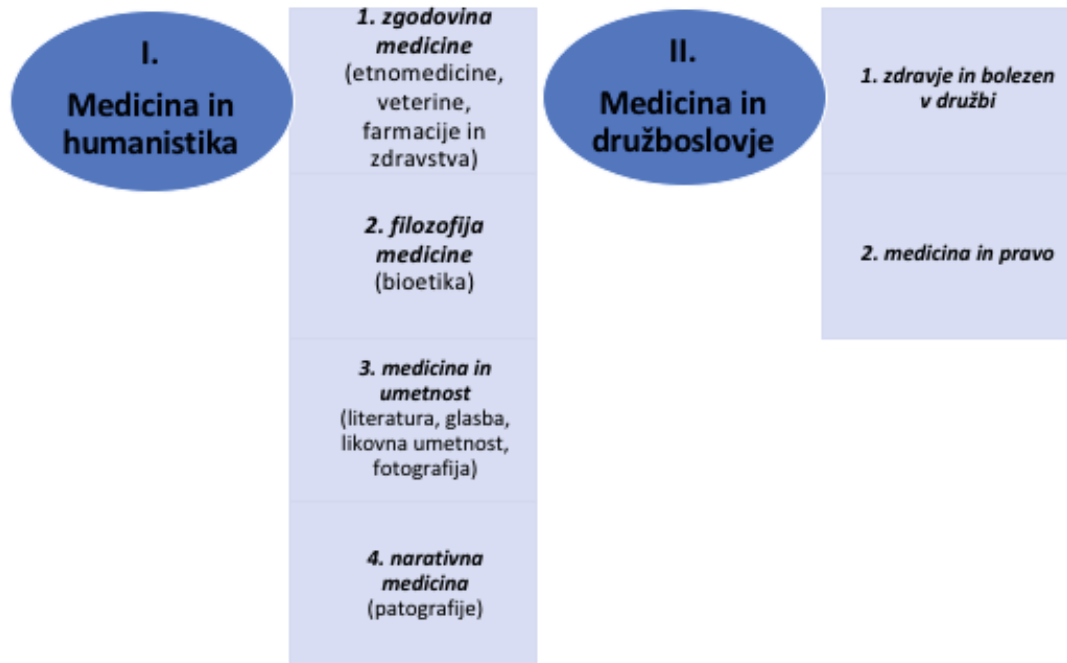 I.
Medicina in
humanistika
1. zgodovina
medicine
(etnomedicine,
veterine,
farmacije in
zdravstva)
2. filozofija
medicine
(bioetika)
3. medicina in
umetnost
(literatura, glasba,
likovna umetnost,
fotografija)
4. narativna
medicina
(patografije)
II.
Medicina in
družboslovje
1. zdravje in bolezen
v družbi
2. medicina in pravo